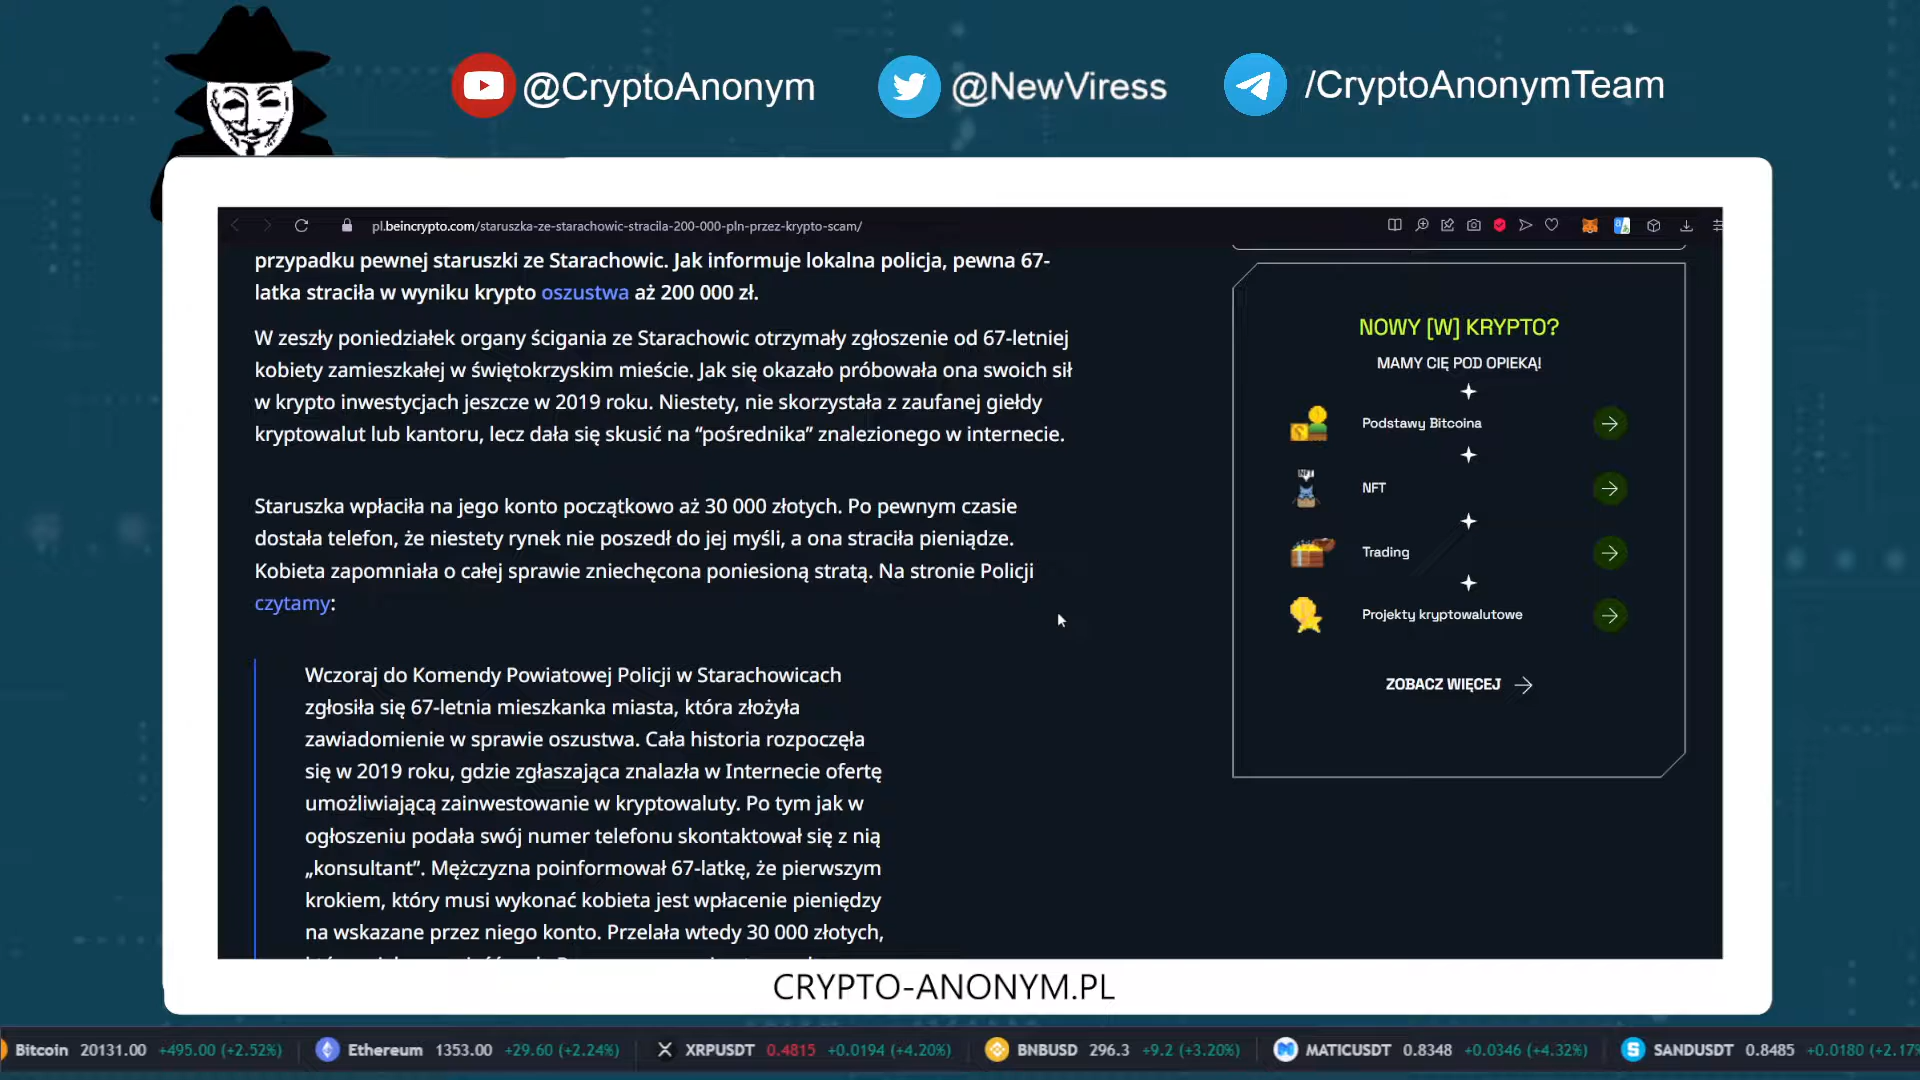 @CryptoAnonym
@NewViress
/CryptoAnonymTeam
pl.beincrypto.com/staruszka-ze-starachowic-stracila-200-000-pln-przez-krypto-scam/
przypadku pewnej staruszki ze Starachowic. Jak informuje lokalna policja, pewna 67-
latka straciła w wyniku krypto oszustwa aż 200 000 zł.
W zeszły poniedziałek organy ścigania ze Starachowic otrzymały zgłoszenie od 67-letniej
kobiety zamieszkałej w świętokrzyskim mieście. Jak się okazało próbowała ona swoich sił
w krypto inwestycjach jeszcze w 2019 roku. Niestety, nie skorzystała z zaufanej giełdy
kryptowalut lub kantoru, lecz dała się skusić na “pośrednika” znalezionego w internecie.
Staruszka wpłaciła na jego konto początkowo aż 30 000 złotych. Po pewnym czasie
dostała telefon, że niestety rynek nie poszedł do jej myśli, a ona straciła pieniądze.
Kobieta zapomniała o całej sprawie zniechęcona poniesioną stratą. Na stronie Policji
czytamy:
Wczoraj do Komendy Powiatowej Policji w Starachowicach
zgłosiła się 67-letnia mieszkanka miasta, która złożyła
zawiadomienie w sprawie oszustwa. Cała historia rozpoczęła
się w 2019 roku, gdzie zgłaszająca znalazła w Internecie ofertę
umożliwiającą zainwestowanie w kryptowaluty. Po tym jak w
ogłoszeniu podała swój numer telefonu skontaktował się z nią
„konsultant”. Mężczyzna poinformował 67-latkę, że pierwszym
krokiem, który musi wykonać kobieta jest wpłacenie pieniędzy
na wskazane przez niego konto. Przelała wtedy 30 000 złotych,
NOWY [W] KRYPTO?
MAMY CIĘ POD OPIEKĄ!
Podstawy Bitcoina
NFT
Trading
Projekty kryptowalutowe
ZOBACZ WIĘCEJ
CRYPTO-ANONYM.PL
Bitcoin 20131.00 +495.00 (+2.52%) Ethereum 1353.00 +29.60 (+2.24%) XRPUSDT 0.4815 +0.0194 (+4.20%) BNBUSD 296.3 +9.2 (+3.20%) MATICUSDT 0.8348 +0.0346 (+4.32%) SANDUSDT 0.8485 +0.0180 (+2.17%